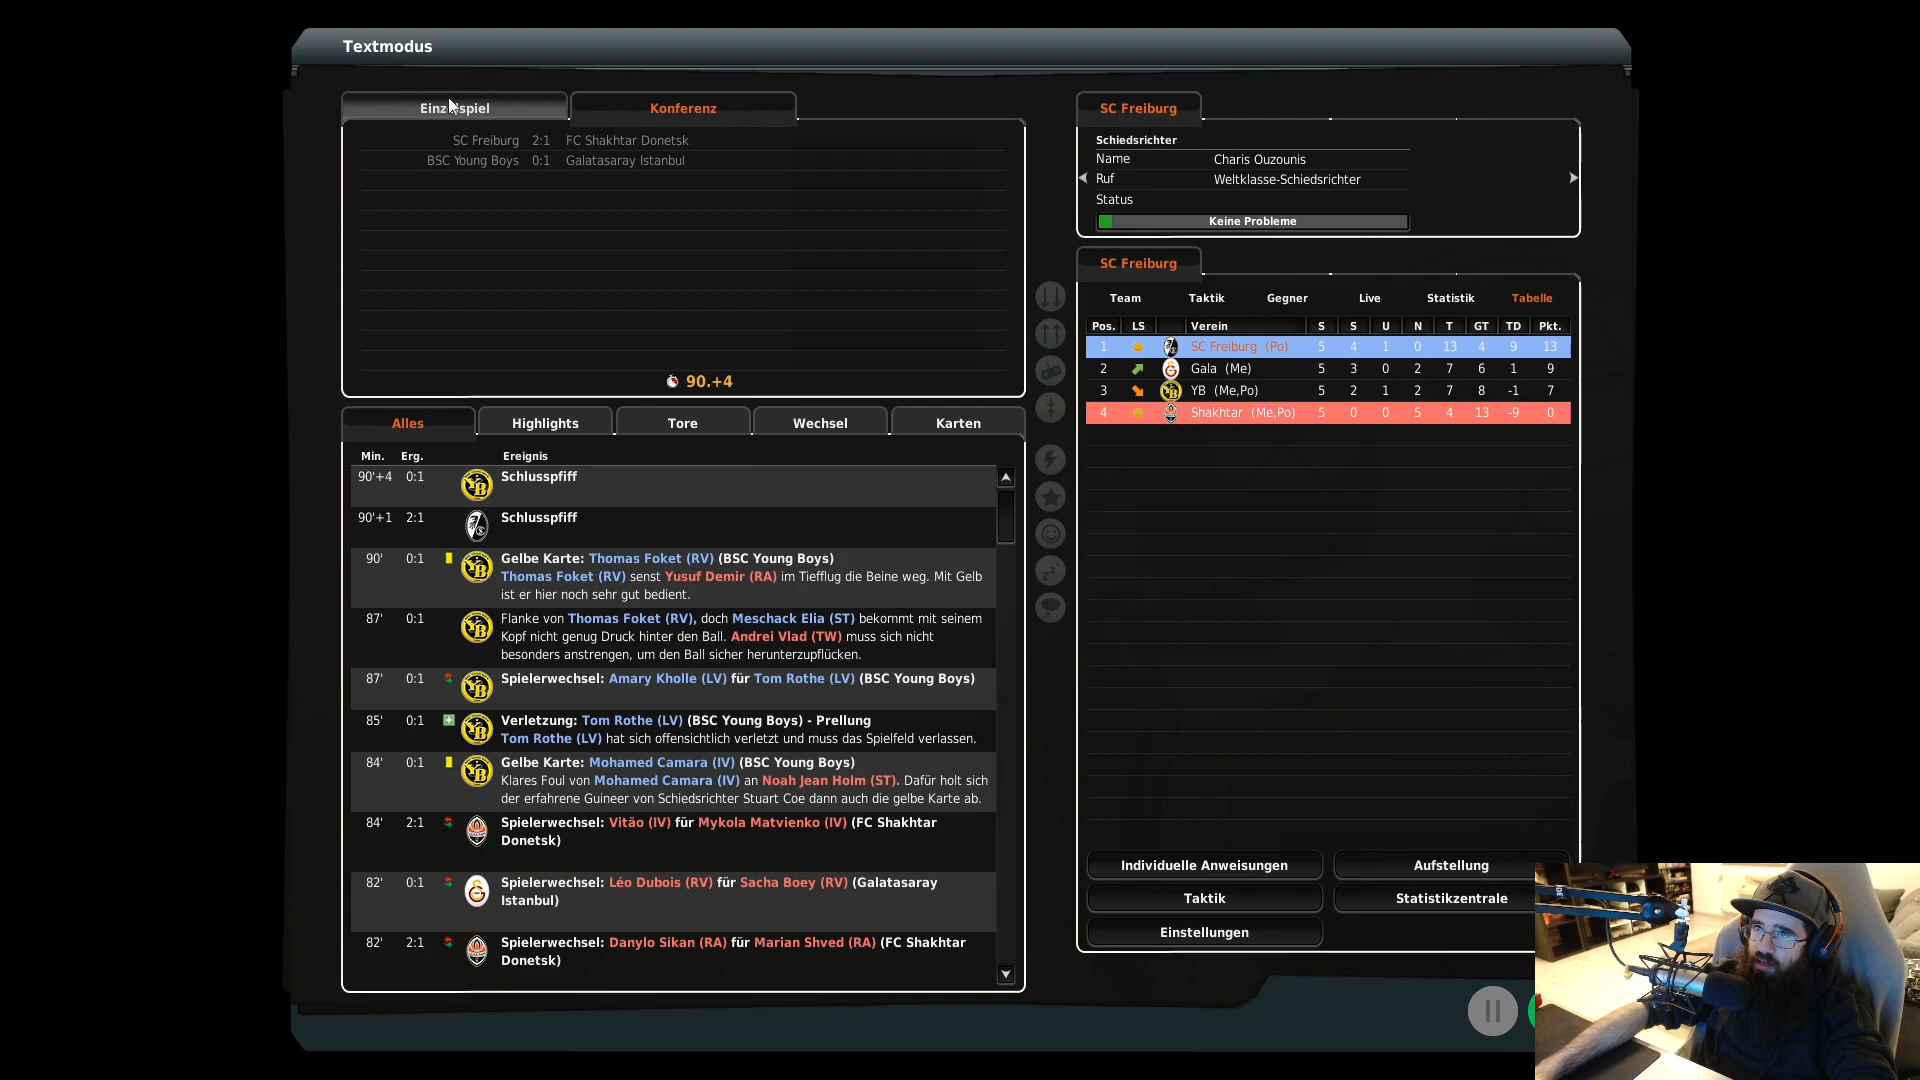 Textmodus
Einzelspiel
Konferenz
SC Freiburg 2:1 FC Shakhtar Donetsk
BSC Young Boys 0:1 Galatasaray Istanbul
90.+4
Alles Highlights Tore Wechsel Karten
Min. Erg. Ereignis
90'+4 0:1 Schlusspfiff
90'+1 2:1 Schlusspfiff
90' 0:1 Gelbe Karte: Thomas Foket (RV) (BSC Young Boys)
Thomas Foket (RV) senst Yusuf Demir (RA) im Tiefflug die Beine weg. Mit Gelb
ist er hier noch sehr gut bedient.
87' 0:1 Flanke von Thomas Foket (RV), doch Meschack Elia (ST) bekommt mit seinem
Kopf nicht genug Druck hinter den Ball. Andrei Vlad (TW) muss sich nicht
besonders anstrengen, um den Ball sicher herunterzupflücken.
87' 0:1 Spielerwechsel: Amary Kholle (LV) für Tom Rothe (LV) (BSC Young Boys)
85' 0:1 Verletzung: Tom Rothe (LV) (BSC Young Boys) - Prellung
Tom Rothe (LV) hat sich offensichtlich verletzt und muss das Spielfeld verlassen.
84' 0:1 Gelbe Karte: Mohamed Camara (IV) (BSC Young Boys)
Klares Foul von Mohamed Camara (IV) an Noah Jean Holm (ST). Dafür holt sich
der erfahrene Guineer von Schiedsrichter Stuart Coe dann auch die gelbe Karte ab.
84' 2:1 Spielerwechsel: Vitão (IV) für Mykola Matvienko (IV) (FC Shakhtar
Donetsk)
82' 0:1 Spielerwechsel: Léo Dubois (RV) für Sacha Boey (RV) (Galatasaray
Istanbul)
82' 2:1 Spielerwechsel: Danylo Sikan (RA) für Marian Shved (RA) (FC Shakhtar
Donetsk)
SC Freiburg
Schiedsrichter
Name Charis Ouzounis
Ruf Weltklasse-Schiedsrichter
Status
Keine Probleme
SC Freiburg
Team Taktik Gegner Live Statistik Tabelle
Pos. LS Verein S S U N T GT TD Pkt.
1 SC Freiburg (Po) 5 4 1 0 13 4 9 13
2 Gala (Me) 5 3 0 2 7 6 1 9
3 YB (Me,Po) 5 2 1 2 7 8 -1 7
4 Shakhtar (Me,Po) 5 0 0 5 4 13 -9 0
Individuelle Anweisungen
Aufstellung
Taktik
Statistikzentrale
Einstellungen